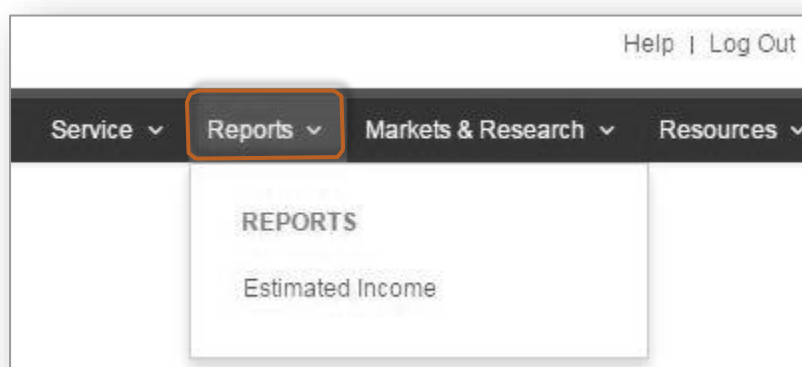 Help | Log Out
Service Reports Markets & Research Resources
REPORTS
Estimated Income